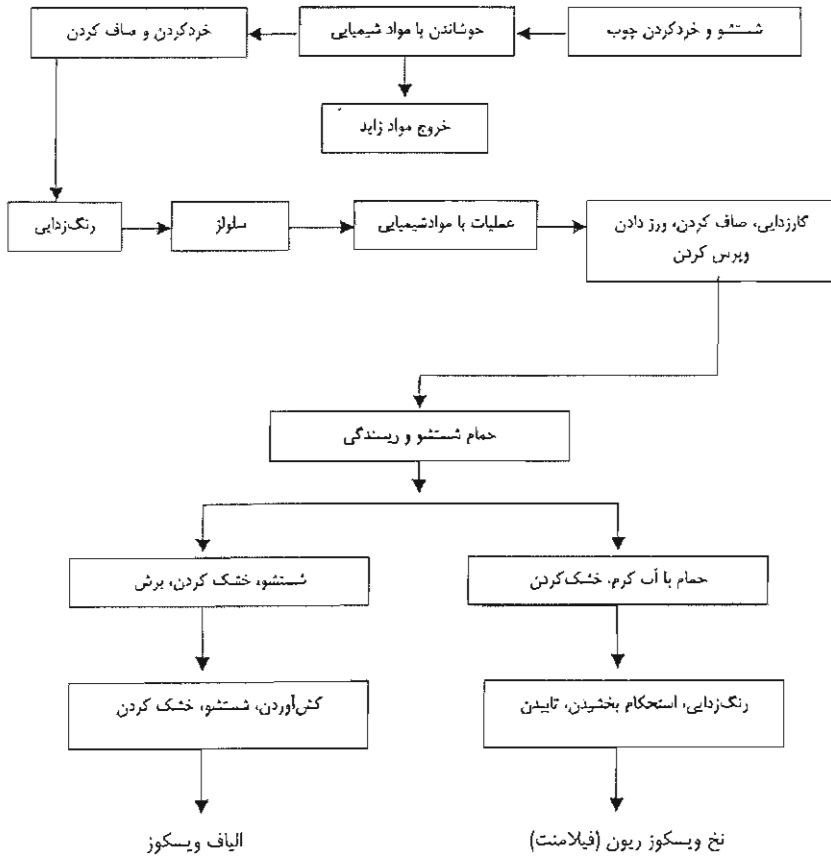 شستشو و خردکردن چوب
جوشاندن با مواد شیمیایی
خردکردن و صاف کردن
خروج مواد زاید
رنگ‌زدایی
سلولز
عملیات با موادشیمیایی
گاززدایی، صاف کردن، ورز دادن
وپرس کردن
حمام شستشو و ریسندگی
حمام با آب گرم، خشک‌کردن
شستشو، خشک کردن، برش
رنگ‌زدایی، استحکام بخشیدن، تابیدن
کش‌آوردن، شستشو، خشک کردن
نخ ویسکوز ریون (فیلامنت)
الیاف ویسکوز